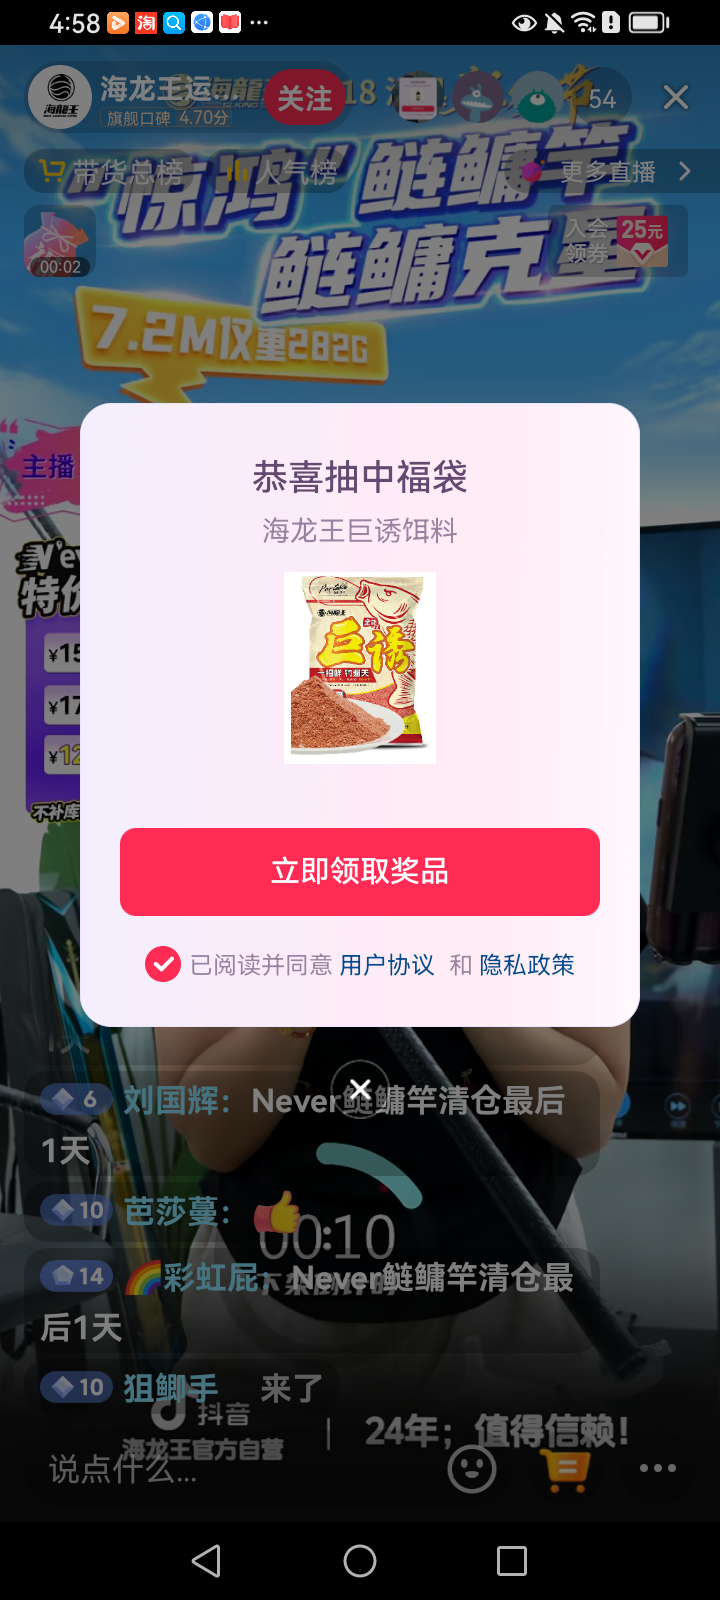 4:58
海龙王运...
关注
54
旗舰口碑 4.70分
带货总榜
人气榜
更多直播
"惊鸿"鲢鳙竿
鲢鳙克星
入会
领券
25元
00:02
7.2M仅重282G
主播
恭喜抽中福袋
海龙王巨诱饵料
巨诱
特价
¥15
¥17
¥12
不补库
立即领取奖品
已阅读并同意 用户协议 和 隐私政策
6 刘国辉： Never鲢鳙竿清仓最后
1天
10 芭莎蔓： 👍
00:10
14 🌈彩虹屁： Never鲢鳙竿清仓最
后1天
10 狙鲫手 来了
抖音
海龙王官方自营
24年；值得信赖！
说点什么...